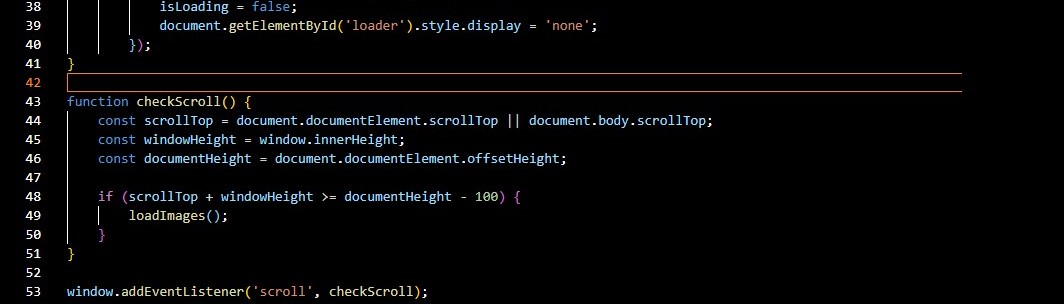 38 isLoading = false;
39 document.getElementById('loader').style.display = 'none';
40 });
41 }
42
43 function checkScroll() {
44 const scrollTop = document.documentElement.scrollTop || document.body.scrollTop;
45 const windowHeight = window.innerHeight;
46 const documentHeight = document.documentElement.offsetHeight;
47
48 if (scrollTop + windowHeight >= documentHeight - 100) {
49 loadImages();
50 }
51 }
52
53 window.addEventListener('scroll', checkScroll);